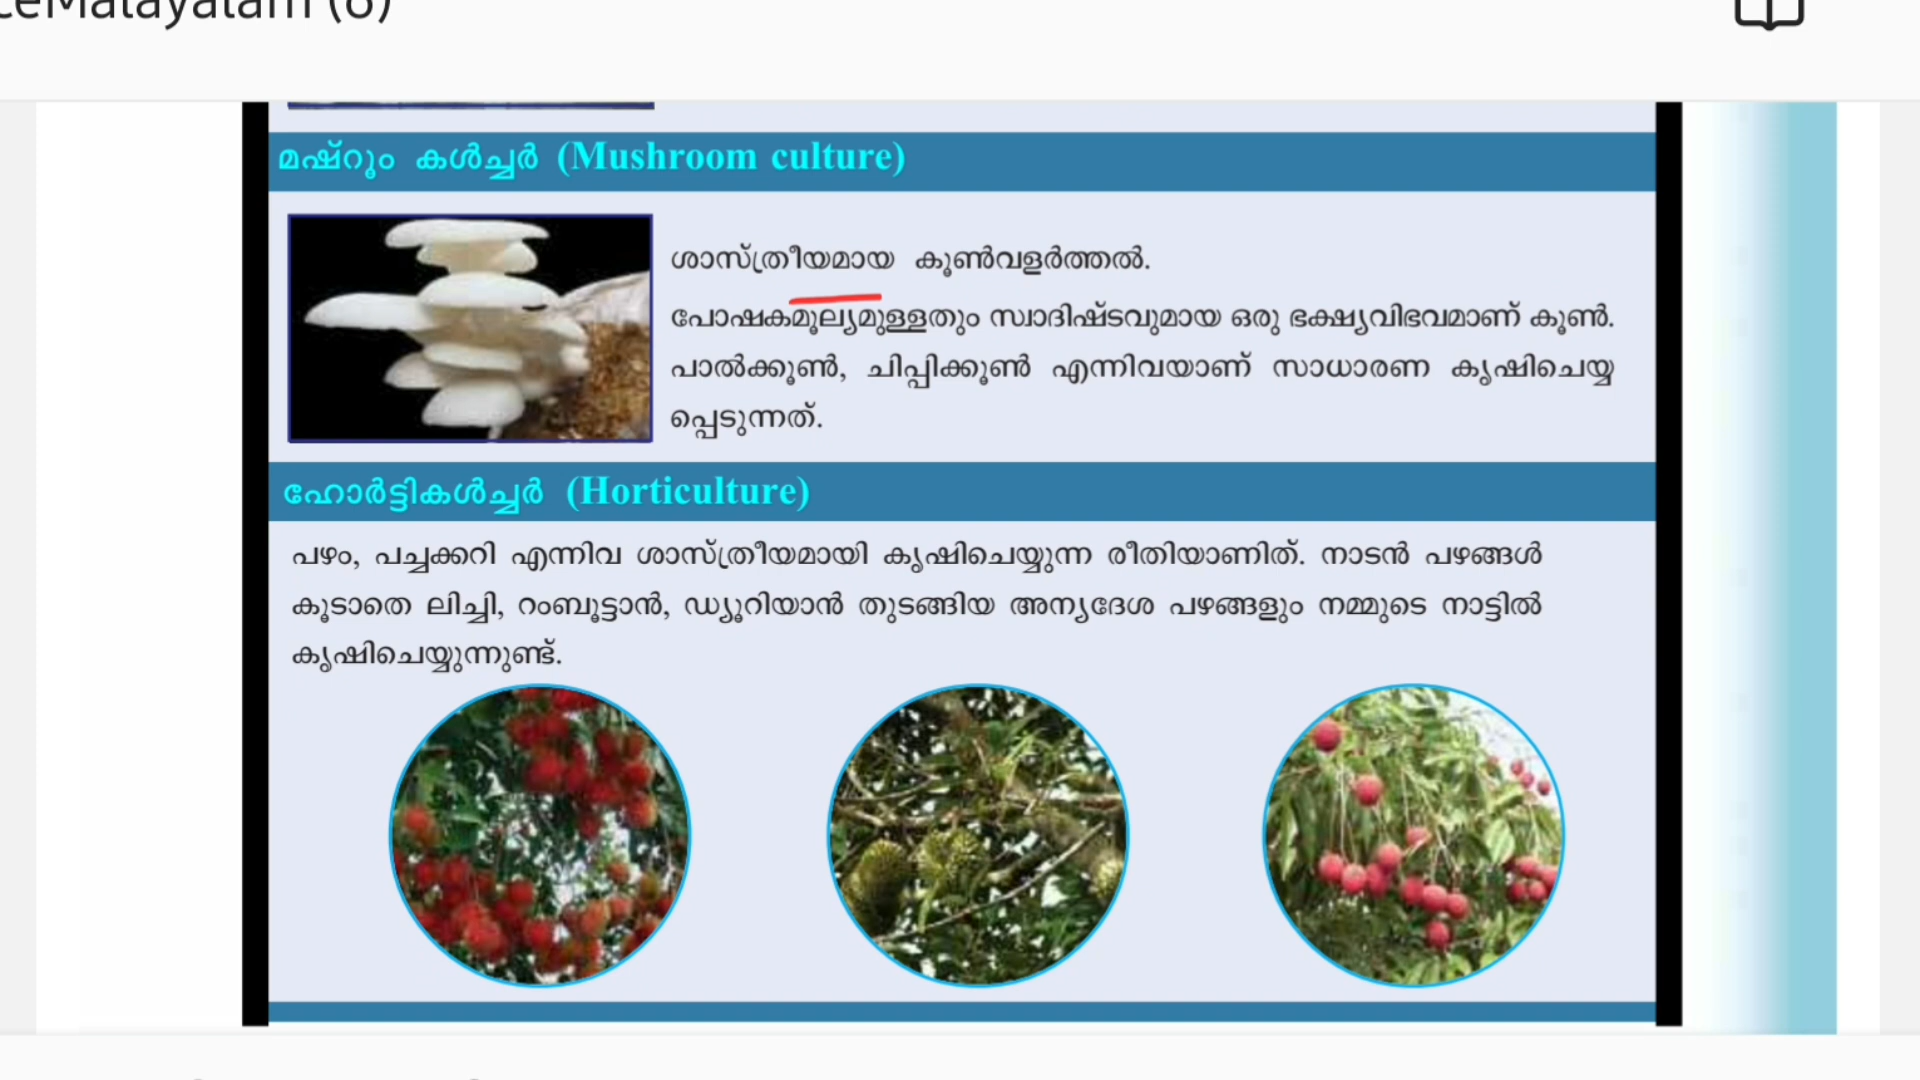 ceMalayalam (6)
മഷ്റൂം കൾച്ചർ (Mushroom culture)
ശാസ്ത്രീയമായ കൂൺവളർത്തൽ.
പോഷകമൂല്യമുള്ളതും സ്വാദിഷ്ടവുമായ ഒരു ഭക്ഷ്യവിഭവമാണ് കൂൺ.
പാൽക്കൂൺ, ചിപ്പിക്കൂൺ എന്നിവയാണ് സാധാരണ കൃഷിചെയ്യ
പ്പെടുന്നത്.
ഹോർട്ടികൾച്ചർ (Horticulture)
പഴം, പച്ചക്കറി എന്നിവ ശാസ്ത്രീയമായി കൃഷിചെയ്യുന്ന രീതിയാണിത്. നാടൻ പഴങ്ങൾ
കൂടാതെ ലിച്ചി, റംബൂട്ടാൻ, ഡ്യൂറിയാൻ തുടങ്ങിയ അന്യദേശ പഴങ്ങളും നമ്മുടെ നാട്ടിൽ
കൃഷിചെയ്യുന്നുണ്ട്.